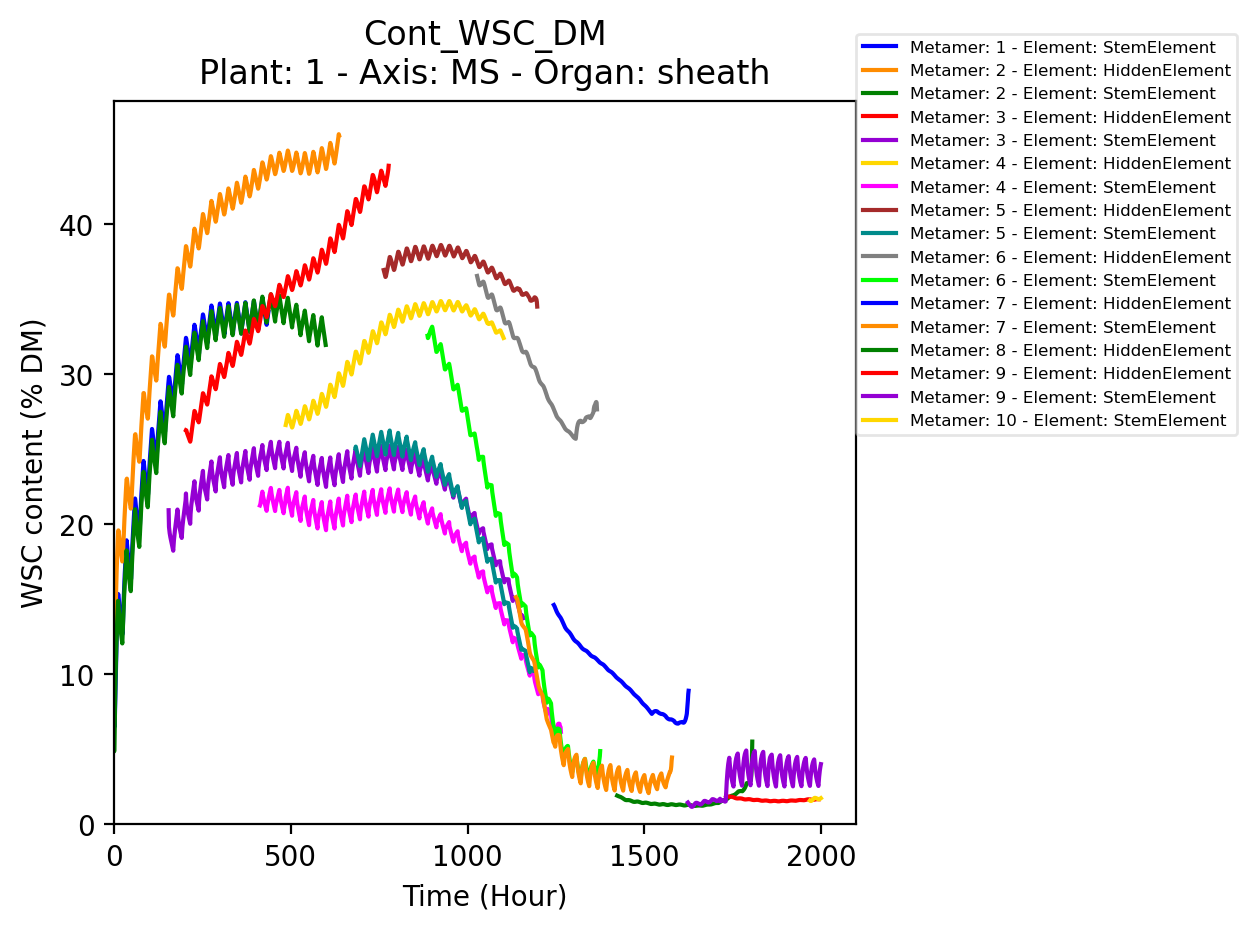 Cont_WSC_DM
Plant: 1 - Axis: MS - Organ: sheath
Metamer: 1 - Element: StemElement
Metamer: 2 - Element: HiddenElement
Metamer: 2 - Element: StemElement
Metamer: 3 - Element: HiddenElement
Metamer: 3 - Element: StemElement
Metamer: 4 - Element: HiddenElement
Metamer: 4 - Element: StemElement
Metamer: 5 - Element: HiddenElement
Metamer: 5 - Element: StemElement
Metamer: 6 - Element: HiddenElement
Metamer: 6 - Element: StemElement
Metamer: 7 - Element: HiddenElement
Metamer: 7 - Element: StemElement
Metamer: 8 - Element: HiddenElement
Metamer: 9 - Element: HiddenElement
Metamer: 9 - Element: StemElement
Metamer: 10 - Element: StemElement
WSC content (% DM)
40
30
20
10
0
0 500 1000 1500 2000
Time (Hour)